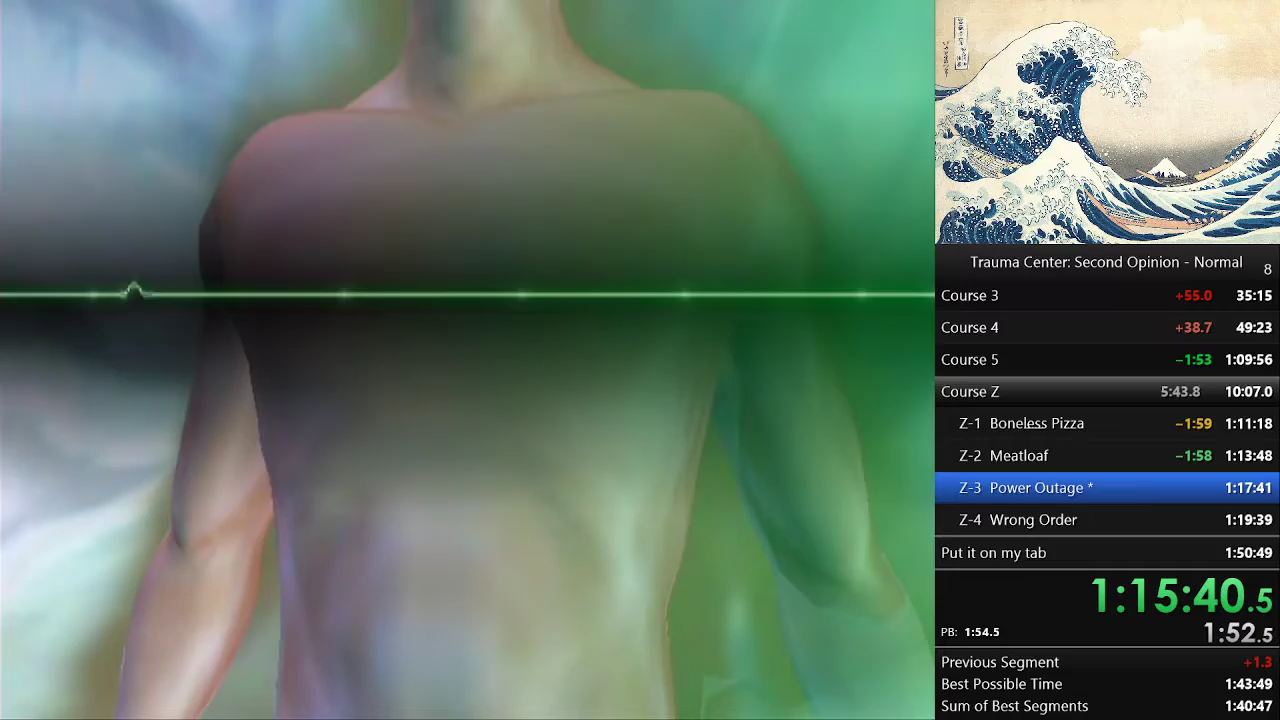 Trauma Center: Second Opinion - Normal
8
Course 3 +55.0 35:15
Course 4 +38.7 49:23
Course 5 −1:53 1:09:56
Course Z 5:43.8 10:07.0
Z-1 Boneless Pizza −1:59 1:11:18
Z-2 Meatloaf −1:58 1:13:48
Z-3 Power Outage * 1:17:41
Z-4 Wrong Order 1:19:39
Put it on my tab 1:50:49
1:15:40.5
PB: 1:54.5 1:52.5
Previous Segment +1.3
Best Possible Time 1:43:49
Sum of Best Segments 1:40:47